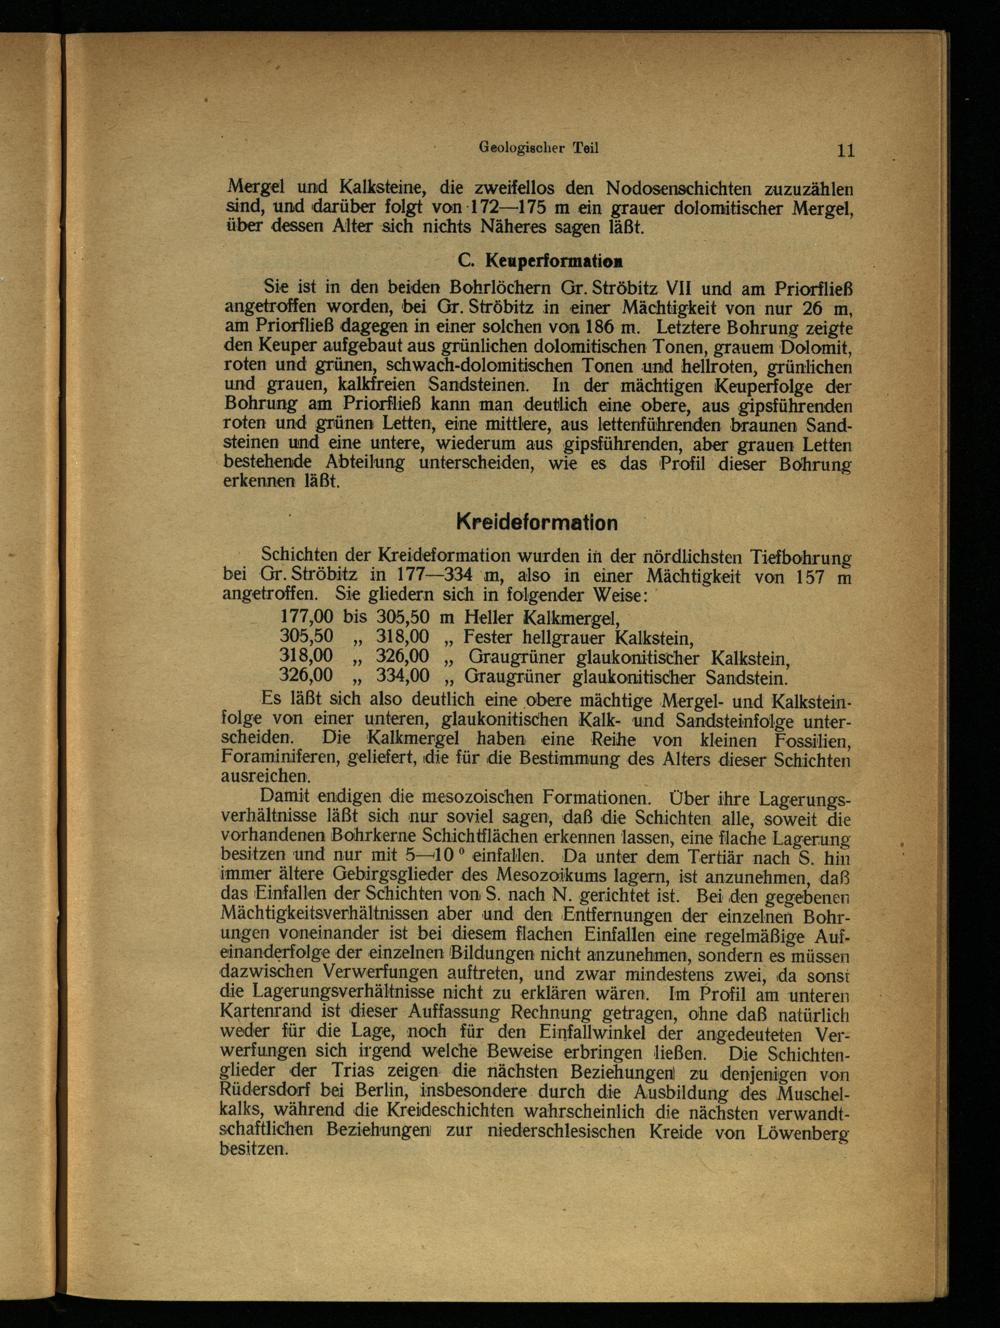 Geologischer Teil 11
Mergel und Kalksteine, die zweifellos den Nodosenschichten zuzuzählen
sind, und darüber folgt von 172—175 m ein grauer dolomitischer Mergel,
über dessen Alter sich nichts Näheres sagen läßt.
C. Keuperformation
Sie ist in den beiden Bohrlöchern Gr. Ströbitz VII und am Priorfließ
angetroffen worden, bei Gr. Ströbitz in einer Mächtigkeit von nur 26 m,
am Priorfließ dagegen in einer solchen von 186 m. Letztere Bohrung zeigte
den Keuper aufgebaut aus grünlichen dolomitischen Tonen, grauem Dolomit,
roten und grünen, schwach-dolomitischen Tonen und hellroten, grünlichen
und grauen, kalkfreien Sandsteinen. In der mächtigen Keuperfolge der
Bohrung am Priorfließ kann man deutlich eine obere, aus gipsführenden
roten und grünen Letten, eine mittlere, aus lettenführenden braunen Sand-
steinen und eine untere, wiederum aus gipsführenden, aber grauen Letten
bestehende Abteilung unterscheiden, wie es das Profil dieser Bohrung
erkennen läßt.
Kreideformation
Schichten der Kreideformation wurden in der nördlichsten Tiefbohrung
bei Gr. Ströbitz in 177—334 m, also in einer Mächtigkeit von 157 m
angetroffen. Sie gliedern sich in folgender Weise:
177,00 bis 305,50 m Heller Kalkmergel,
305,50 „ 318,00 „ Fester hellgrauer Kalkstein,
318,00 „ 326,00 „ Graugrüner glaukonitischer Kalkstein,
326,00 „ 334,00 „ Graugrüner glaukonitischer Sandstein.
Es läßt sich also deutlich eine obere mächtige Mergel- und Kalkstein-
folge von einer unteren, glaukonitischen Kalk- und Sandsteinfolge unter-
scheiden. Die Kalkmergel haben eine Reihe von kleinen Fossilien,
Foraminiferen, geliefert, die für die Bestimmung des Alters dieser Schichten
ausreichen.
Damit endigen die mesozoischen Formationen. Über ihre Lagerungs-
verhältnisse läßt sich nur soviel sagen, daß die Schichten alle, soweit die
vorhandenen Bohrkerne Schichtflächen erkennen lassen, eine flache Lagerung
besitzen und nur mit 5—10° einfallen. Da unter dem Tertiär nach S. hin
immer ältere Gebirgsglieder des Mesozoikums lagern, ist anzunehmen, daß
das Einfallen der Schichten von S. nach N. gerichtet ist. Bei den gegebenen
Mächtigkeitsverhältnissen aber und den Entfernungen der einzelnen Bohr-
ungen voneinander ist bei diesem flachen Einfallen eine regelmäßige Auf-
einanderfolge der einzelnen Bildungen nicht anzunehmen, sondern es müssen
dazwischen Verwerfungen auftreten, und zwar mindestens zwei, da sonst
die Lagerungsverhältnisse nicht zu erklären wären. Im Profil am unteren
Kartenrand ist dieser Auffassung Rechnung getragen, ohne daß natürlich
weder für die Lage, noch für den Einfallwinkel der angedeuteten Ver-
werfungen sich irgend welche Beweise erbringen ließen. Die Schichten-
glieder der Trias zeigen die nächsten Beziehungen zu denjenigen von
Rüdersdorf bei Berlin, insbesondere durch die Ausbildung des Muschel-
kalks, während die Kreideschichten wahrscheinlich die nächsten verwandt-
schaftlichen Beziehungen zur niederschlesischen Kreide von Löwenberg
besitzen.